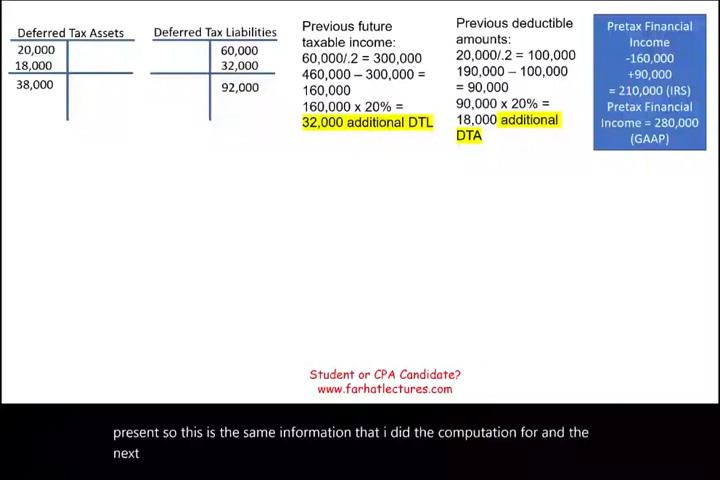 Deferred Tax Assets
20,000
18,000
38,000
Deferred Tax Liabilities
60,000
32,000
92,000
Previous future
taxable income:
60,000/.2 = 300,000
460,000 – 300,000 =
160,000
160,000 x 20% =
32,000 additional DTL
Previous deductible
amounts:
20,000/.2 = 100,000
190,000 – 100,000
= 90,000
90,000 x 20% =
18,000 additional
DTA
Pretax Financial
Income
-160,000
+90,000
= 210,000 (IRS)
Pretax Financial
Income = 280,000
(GAAP)
Student or CPA Candidate?
www.farhatlectures.com
present so this is the same information that i did the computation for and the
next